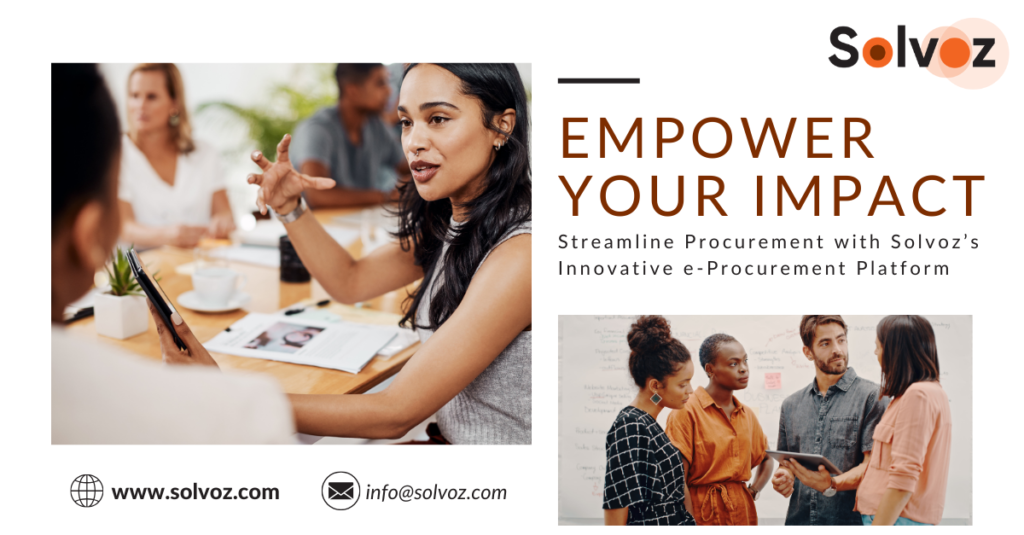 Solvoz
EMPOWER
YOUR IMPACT
Streamline Procurement with Solvoz’s
Innovative e-Procurement Platform
www.solvoz.com
info@solvoz.com